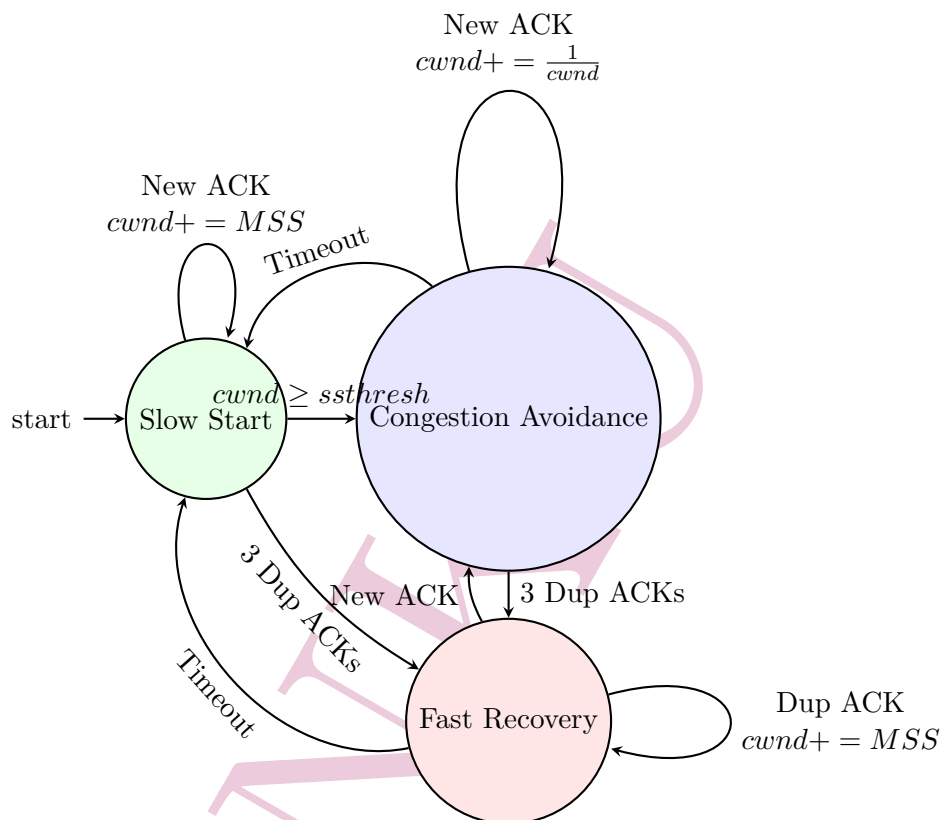 New ACK
cwnd+ = 1/cwnd
New ACK
cwnd+ = MSS
Timeout
cwnd ≥ ssthresh
start
Slow Start
Congestion Avoidance
3 Dup ACKs
New ACK
3 Dup ACKs
Timeout
Fast Recovery
Dup ACK
cwnd+ = MSS